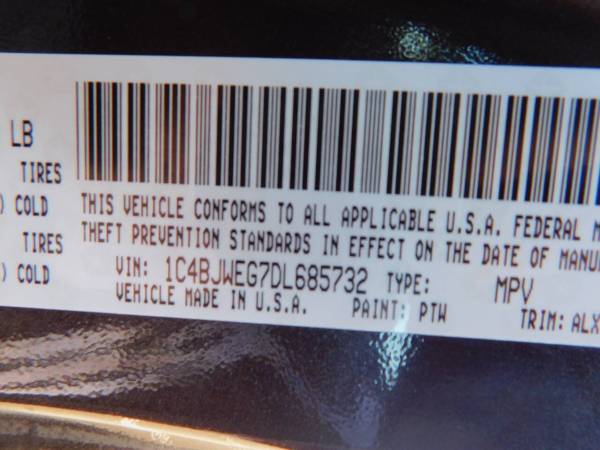 LB
TIRES
) COLD
TIRES
) COLD
THIS VEHICLE CONFORMS TO ALL APPLICABLE U.S.A. FEDERAL M
THEFT PREVENTION STANDARDS IN EFFECT ON THE DATE OF MANU
VIN: 1C4BJWEG7DL685732 TYPE: MPV
VEHICLE MADE IN U.S.A. PAINT: PTW TRIM: ALX